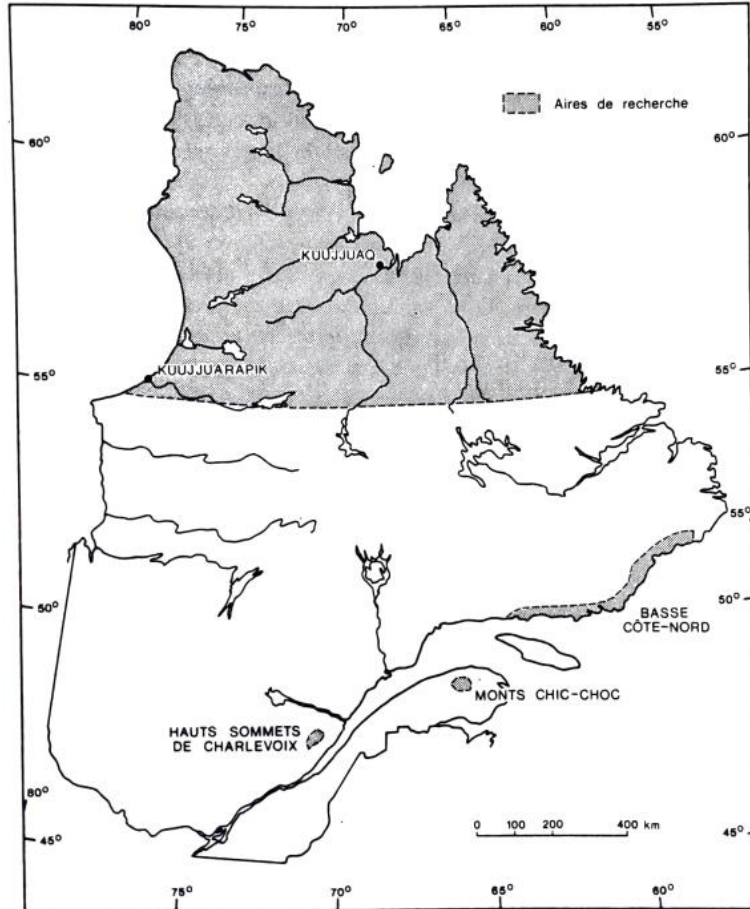 80° 75° 70° 65° 60° 55°
Aires de recherche
60° 60°
KUUJJUAQ
55° 55°
KUUJJUARAPIK
55°
50° 50°
BASSE
CÔTE-NORD
MONTS CHIC-CHOC
HAUTS SOMMETS
DE CHARLEVOIX
80°
0 100 200 400 km
45° 45°
75° 70° 65° 60°